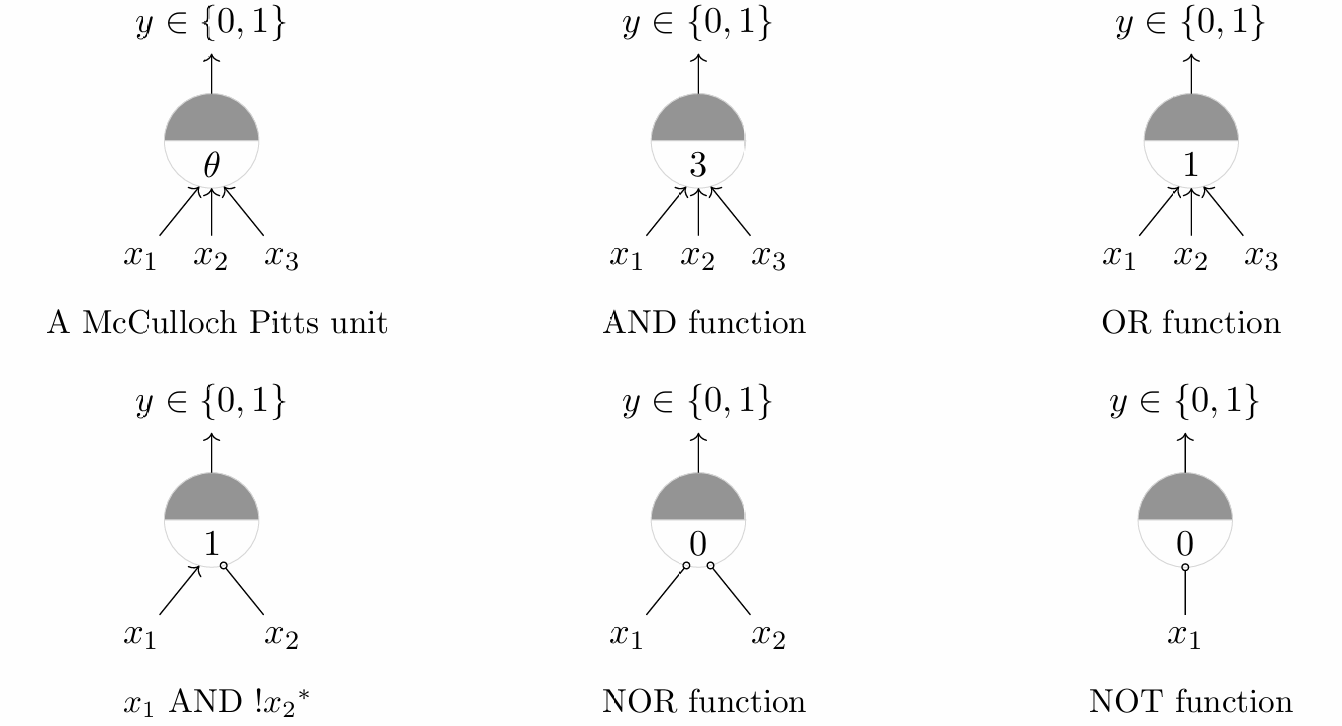 y ∈ {0, 1} y ∈ {0, 1} y ∈ {0, 1}
θ 3 1
x₁ x₂ x₃ x₁ x₂ x₃ x₁ x₂ x₃
A McCulloch Pitts unit AND function OR function
y ∈ {0, 1} y ∈ {0, 1} y ∈ {0, 1}
1 0 0
x₁ x₂ x₁ x₂ x₁
x₁ AND !x₂* NOR function NOT function